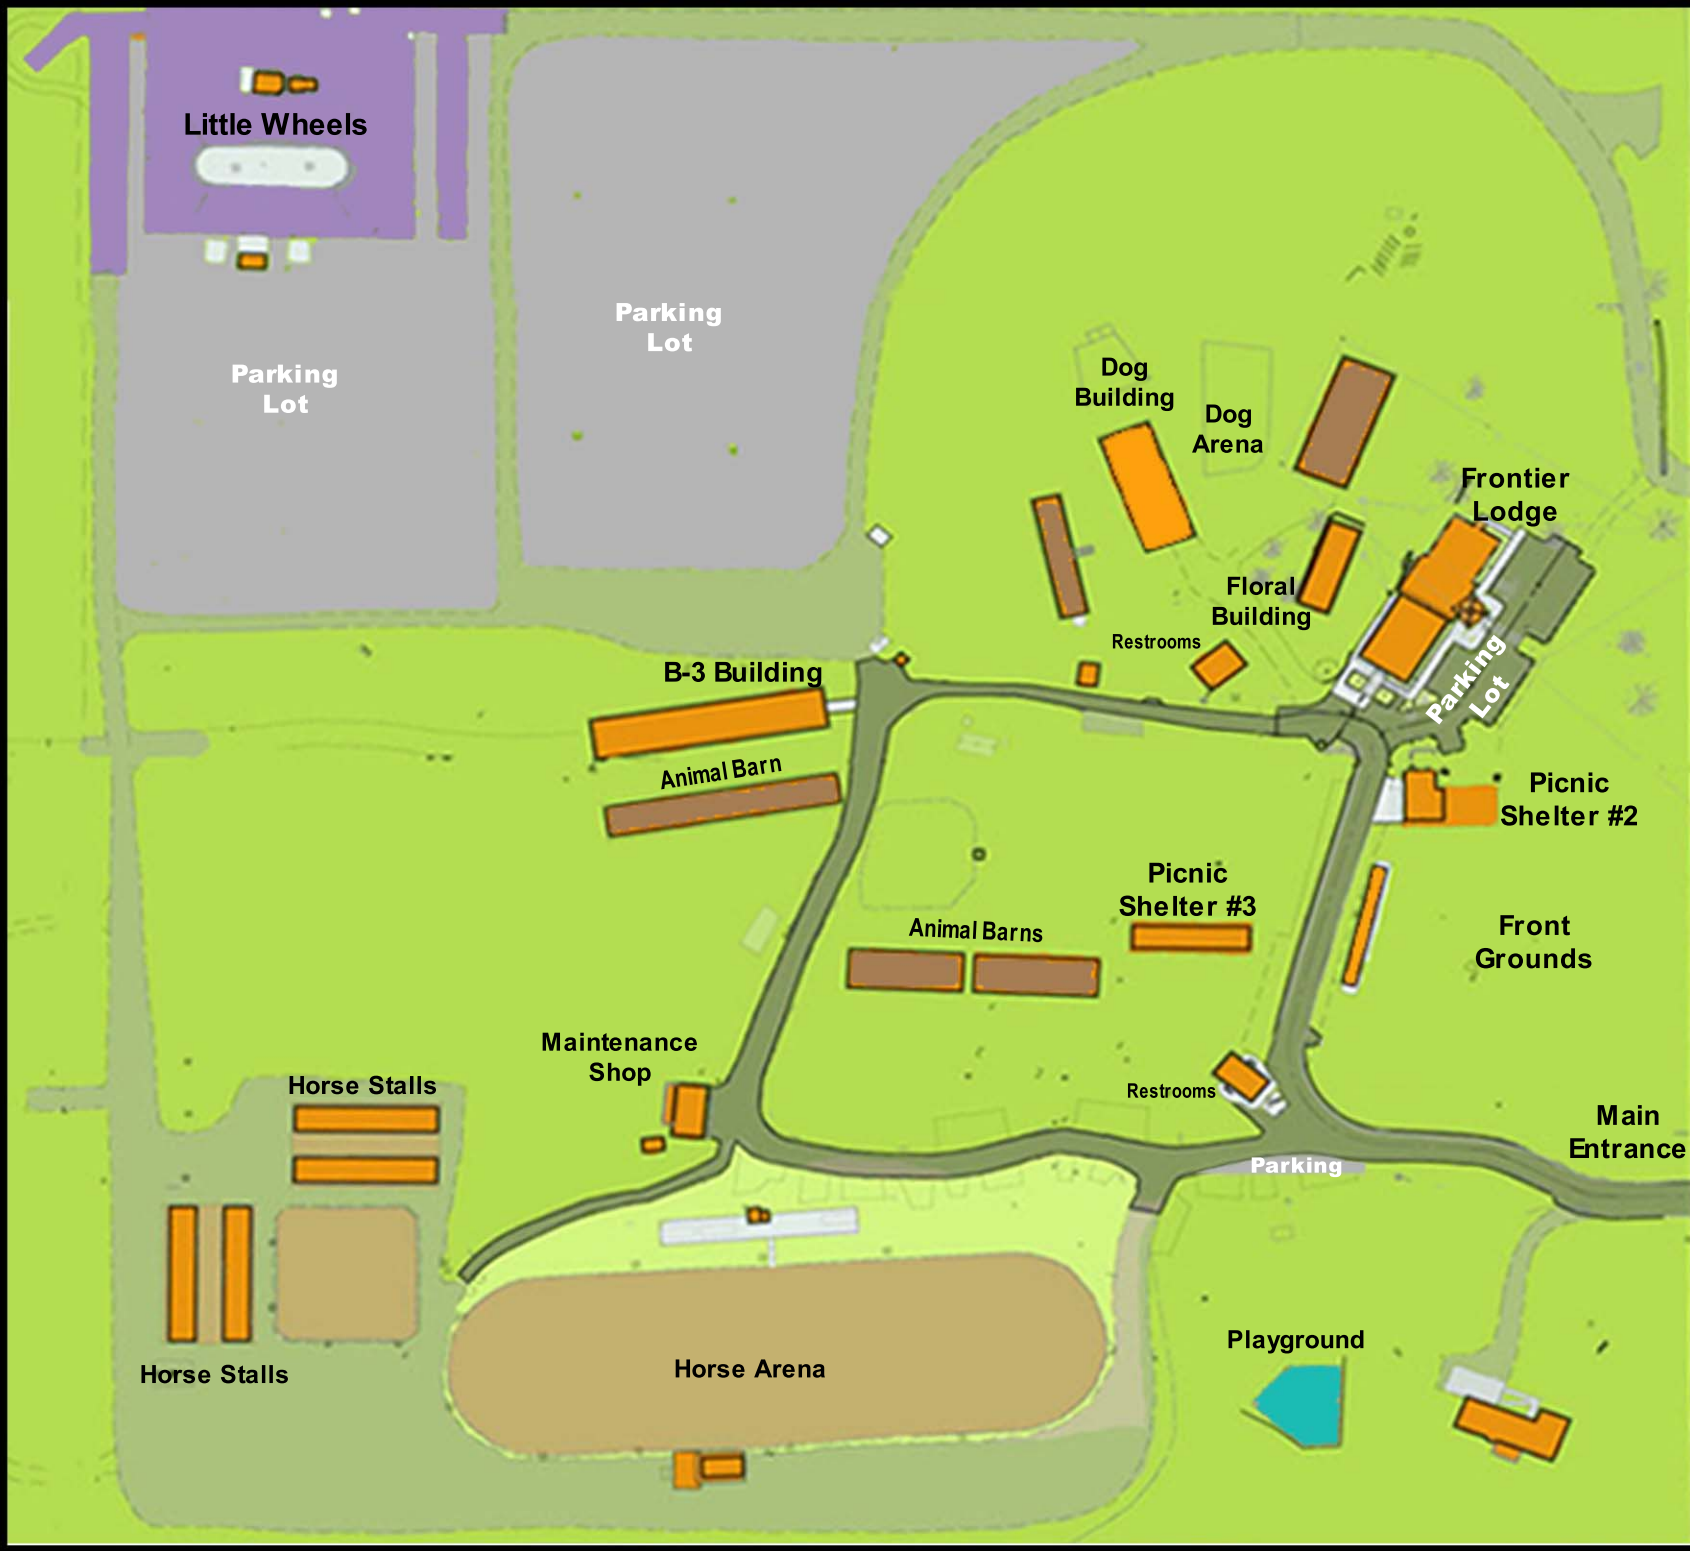 Little Wheels
Parking
Lot
Parking
Lot
Dog
Building
Dog
Arena
Frontier
Lodge
Floral
Building
Restrooms
Parking
Lot
B-3 Building
Animal Barn
Picnic
Shelter #2
Picnic
Shelter #3
Animal Barns
Front
Grounds
Maintenance
Shop
Horse Stalls
Restrooms
Main
Entrance
Parking
Horse Stalls
Horse Arena
Playground